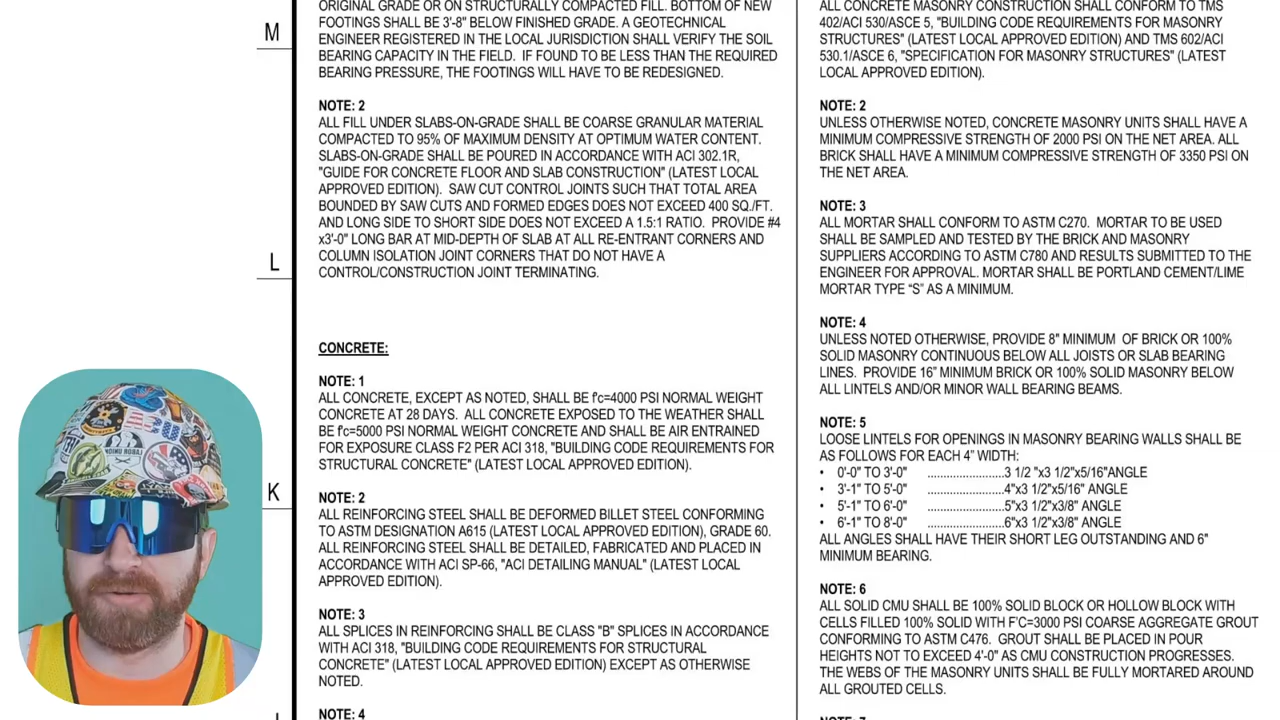 M
L
K
ORIGINAL GRADE OR ON STRUCTURALLY COMPACTED FILL. BOTTOM OF NEW
FOOTINGS SHALL BE 3'-8" BELOW FINISHED GRADE. A GEOTECHNICAL
ENGINEER REGISTERED IN THE LOCAL JURISDICTION SHALL VERIFY THE SOIL
BEARING CAPACITY IN THE FIELD. IF FOUND TO BE LESS THAN THE REQUIRED
BEARING PRESSURE, THE FOOTINGS WILL HAVE TO BE REDESIGNED.
NOTE: 2
ALL FILL UNDER SLABS-ON-GRADE SHALL BE COARSE GRANULAR MATERIAL
COMPACTED TO 95% OF MAXIMUM DENSITY AT OPTIMUM WATER CONTENT.
SLABS-ON-GRADE SHALL BE POURED IN ACCORDANCE WITH ACI 302.1R,
"GUIDE FOR CONCRETE FLOOR AND SLAB CONSTRUCTION" (LATEST LOCAL
APPROVED EDITION). SAW CUT CONTROL JOINTS SUCH THAT TOTAL AREA
BOUNDED BY SAW CUTS AND FORMED EDGES DOES NOT EXCEED 400 SQ./FT.
AND LONG SIDE TO SHORT SIDE DOES NOT EXCEED A 1.5:1 RATIO. PROVIDE #4
x3'-0" LONG BAR AT MID-DEPTH OF SLAB AT ALL RE-ENTRANT CORNERS AND
COLUMN ISOLATION JOINT CORNERS THAT DO NOT HAVE A
CONTROL/CONSTRUCTION JOINT TERMINATING.
CONCRETE:
NOTE: 1
ALL CONCRETE, EXCEPT AS NOTED, SHALL BE f'c=4000 PSI NORMAL WEIGHT
CONCRETE AT 28 DAYS. ALL CONCRETE EXPOSED TO THE WEATHER SHALL
BE f'c=5000 PSI NORMAL WEIGHT CONCRETE AND SHALL BE AIR ENTRAINED
FOR EXPOSURE CLASS F2 PER ACI 318, "BUILDING CODE REQUIREMENTS FOR
STRUCTURAL CONCRETE" (LATEST LOCAL APPROVED EDITION).
NOTE: 2
ALL REINFORCING STEEL SHALL BE DEFORMED BILLET STEEL CONFORMING
TO ASTM DESIGNATION A615 (LATEST LOCAL APPROVED EDITION), GRADE 60.
ALL REINFORCING STEEL SHALL BE DETAILED, FABRICATED AND PLACED IN
ACCORDANCE WITH ACI SP-66, "ACI DETAILING MANUAL" (LATEST LOCAL
APPROVED EDITION).
NOTE: 3
ALL SPLICES IN REINFORCING SHALL BE CLASS "B" SPLICES IN ACCORDANCE
WITH ACI 318, "BUILDING CODE REQUIREMENTS FOR STRUCTURAL
CONCRETE" (LATEST LOCAL APPROVED EDITION) EXCEPT AS OTHERWISE
NOTED.
NOTE: 4
ALL CONCRETE MASONRY CONSTRUCTION SHALL CONFORM TO TMS
402/ACI 530/ASCE 5, "BUILDING CODE REQUIREMENTS FOR MASONRY
STRUCTURES" (LATEST LOCAL APPROVED EDITION) AND TMS 602/ACI
530.1/ASCE 6, "SPECIFICATION FOR MASONRY STRUCTURES" (LATEST
LOCAL APPROVED EDITION).
NOTE: 2
UNLESS OTHERWISE NOTED, CONCRETE MASONRY UNITS SHALL HAVE A
MINIMUM COMPRESSIVE STRENGTH OF 2000 PSI ON THE NET AREA. ALL
BRICK SHALL HAVE A MINIMUM COMPRESSIVE STRENGTH OF 3350 PSI ON
THE NET AREA.
NOTE: 3
ALL MORTAR SHALL CONFORM TO ASTM C270. MORTAR TO BE USED
SHALL BE SAMPLED AND TESTED BY THE BRICK AND MASONRY
SUPPLIERS ACCORDING TO ASTM C780 AND RESULTS SUBMITTED TO THE
ENGINEER FOR APPROVAL. MORTAR SHALL BE PORTLAND CEMENT/LIME
MORTAR TYPE "S" AS A MINIMUM.
NOTE: 4
UNLESS NOTED OTHERWISE, PROVIDE 8" MINIMUM OF BRICK OR 100%
SOLID MASONRY CONTINUOUS BELOW ALL JOISTS OR SLAB BEARING
LINES. PROVIDE 16" MINIMUM BRICK OR 100% SOLID MASONRY BELOW
ALL LINTELS AND/OR MINOR WALL BEARING BEAMS.
NOTE: 5
LOOSE LINTELS FOR OPENINGS IN MASONRY BEARING WALLS SHALL BE
AS FOLLOWS FOR EACH 4" WIDTH:
• 0'-0" TO 3'-0" ........................3 1/2 "x3 1/2"x5/16"ANGLE
• 3'-1" TO 5'-0" ........................4"x3 1/2"x5/16" ANGLE
• 5'-1" TO 6'-0" ........................5"x3 1/2"x3/8" ANGLE
• 6'-1" TO 8'-0" ........................6"x3 1/2"x3/8" ANGLE
ALL ANGLES SHALL HAVE THEIR SHORT LEG OUTSTANDING AND 6"
MINIMUM BEARING.
NOTE: 6
ALL SOLID CMU SHALL BE 100% SOLID BLOCK OR HOLLOW BLOCK WITH
CELLS FILLED 100% SOLID WITH F'C=3000 PSI COARSE AGGREGATE GROUT
CONFORMING TO ASTM C476. GROUT SHALL BE PLACED IN POUR
HEIGHTS NOT TO EXCEED 4'-0" AS CMU CONSTRUCTION PROGRESSES.
THE WEBS OF THE MASONRY UNITS SHALL BE FULLY MORTARED AROUND
ALL GROUTED CELLS.